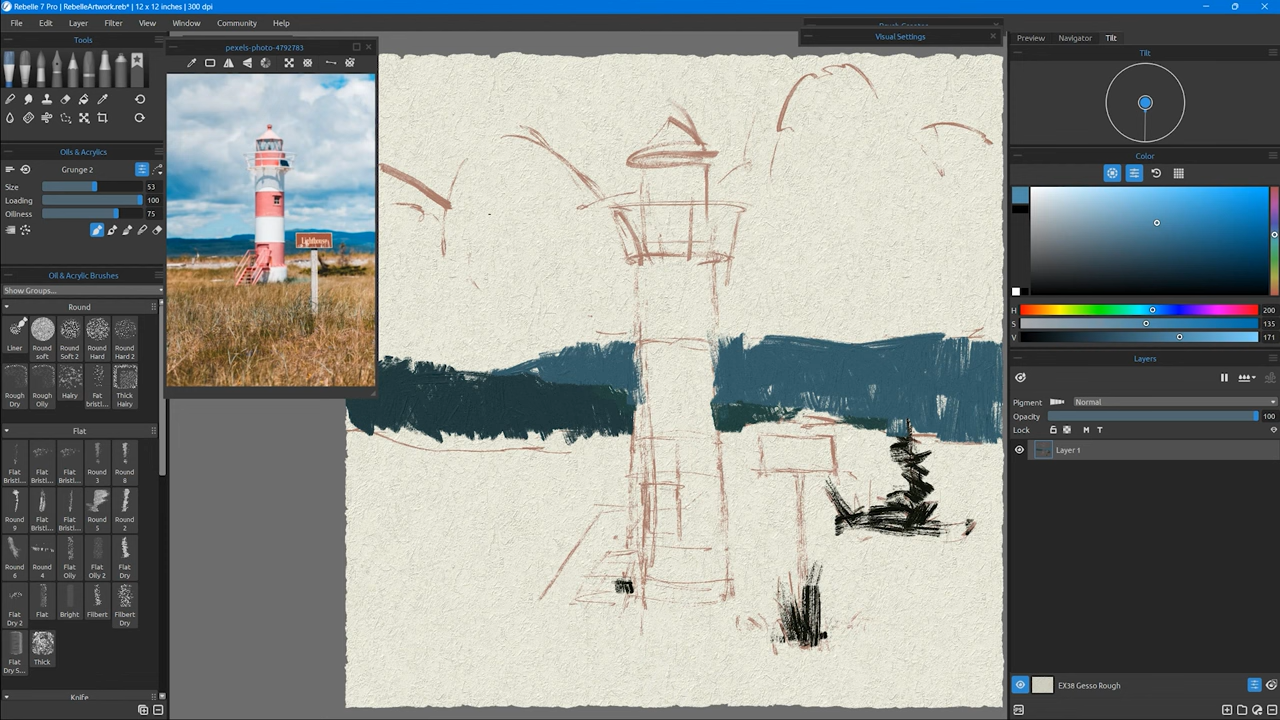 Rebelle 7 Pro | RebelleArtwork.reb* | 12 x 12 inches | 300 dpi
File Edit Layer Filter View Window Community Help
Tools
pexels-photo-4792783
Visual Settings
Preview Navigator Tilt
Tilt
Lighthouse
Oils & Acrylics
Grunge 2
Size 53
Loading 100
Oiliness 75
Color
H 200
S 135
V 171
Oil & Acrylic Brushes
Show Groups...
Round
Liner Round soft Round Soft 2 Round Hard Round Hard 2
Rough Dry Rough Oily Hairy Fat bristl... Thick Hairy
Flat
Flat Bristl... Flat Bristl... Flat Bristl... Round 3 Round 8
Round 9 Flat Bristl... Flat Bristl... Round 5 Round 2
Round 6 Round 4 Flat Oily Flat Oily 2 Flat Dry
Flat Dry 2 Flat Bright Filbert Filbert Dry
Flat Dry S... Thick
Knife
Layers
Pigment Normal
Opacity 100
Lock M T
Layer 1
EX38 Gesso Rough